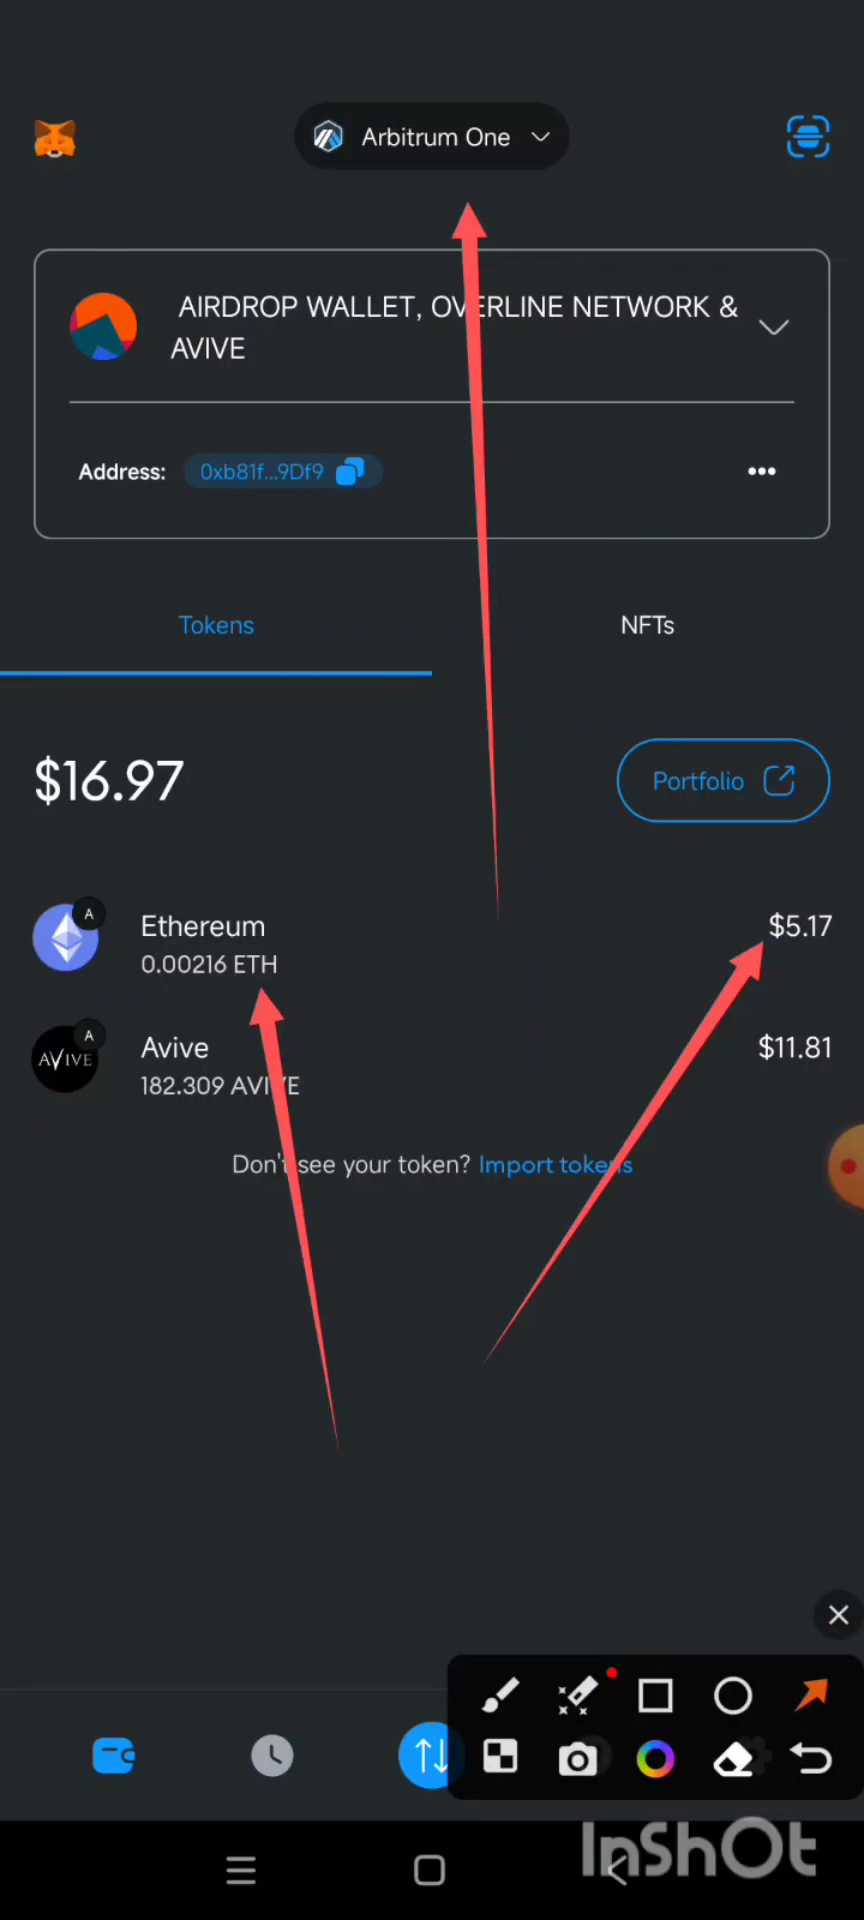 Arbitrum One
AIRDROP WALLET, OVERLINE NETWORK &
AVIVE
Address: 0xb81f...9Df9
Tokens
NFTs
$16.97
Portfolio
A
Ethereum
$5.17
0.00216 ETH
A
AVIVE
Avive
$11.81
182.309 AVIVE
Don't see your token? Import tokens
InShOt